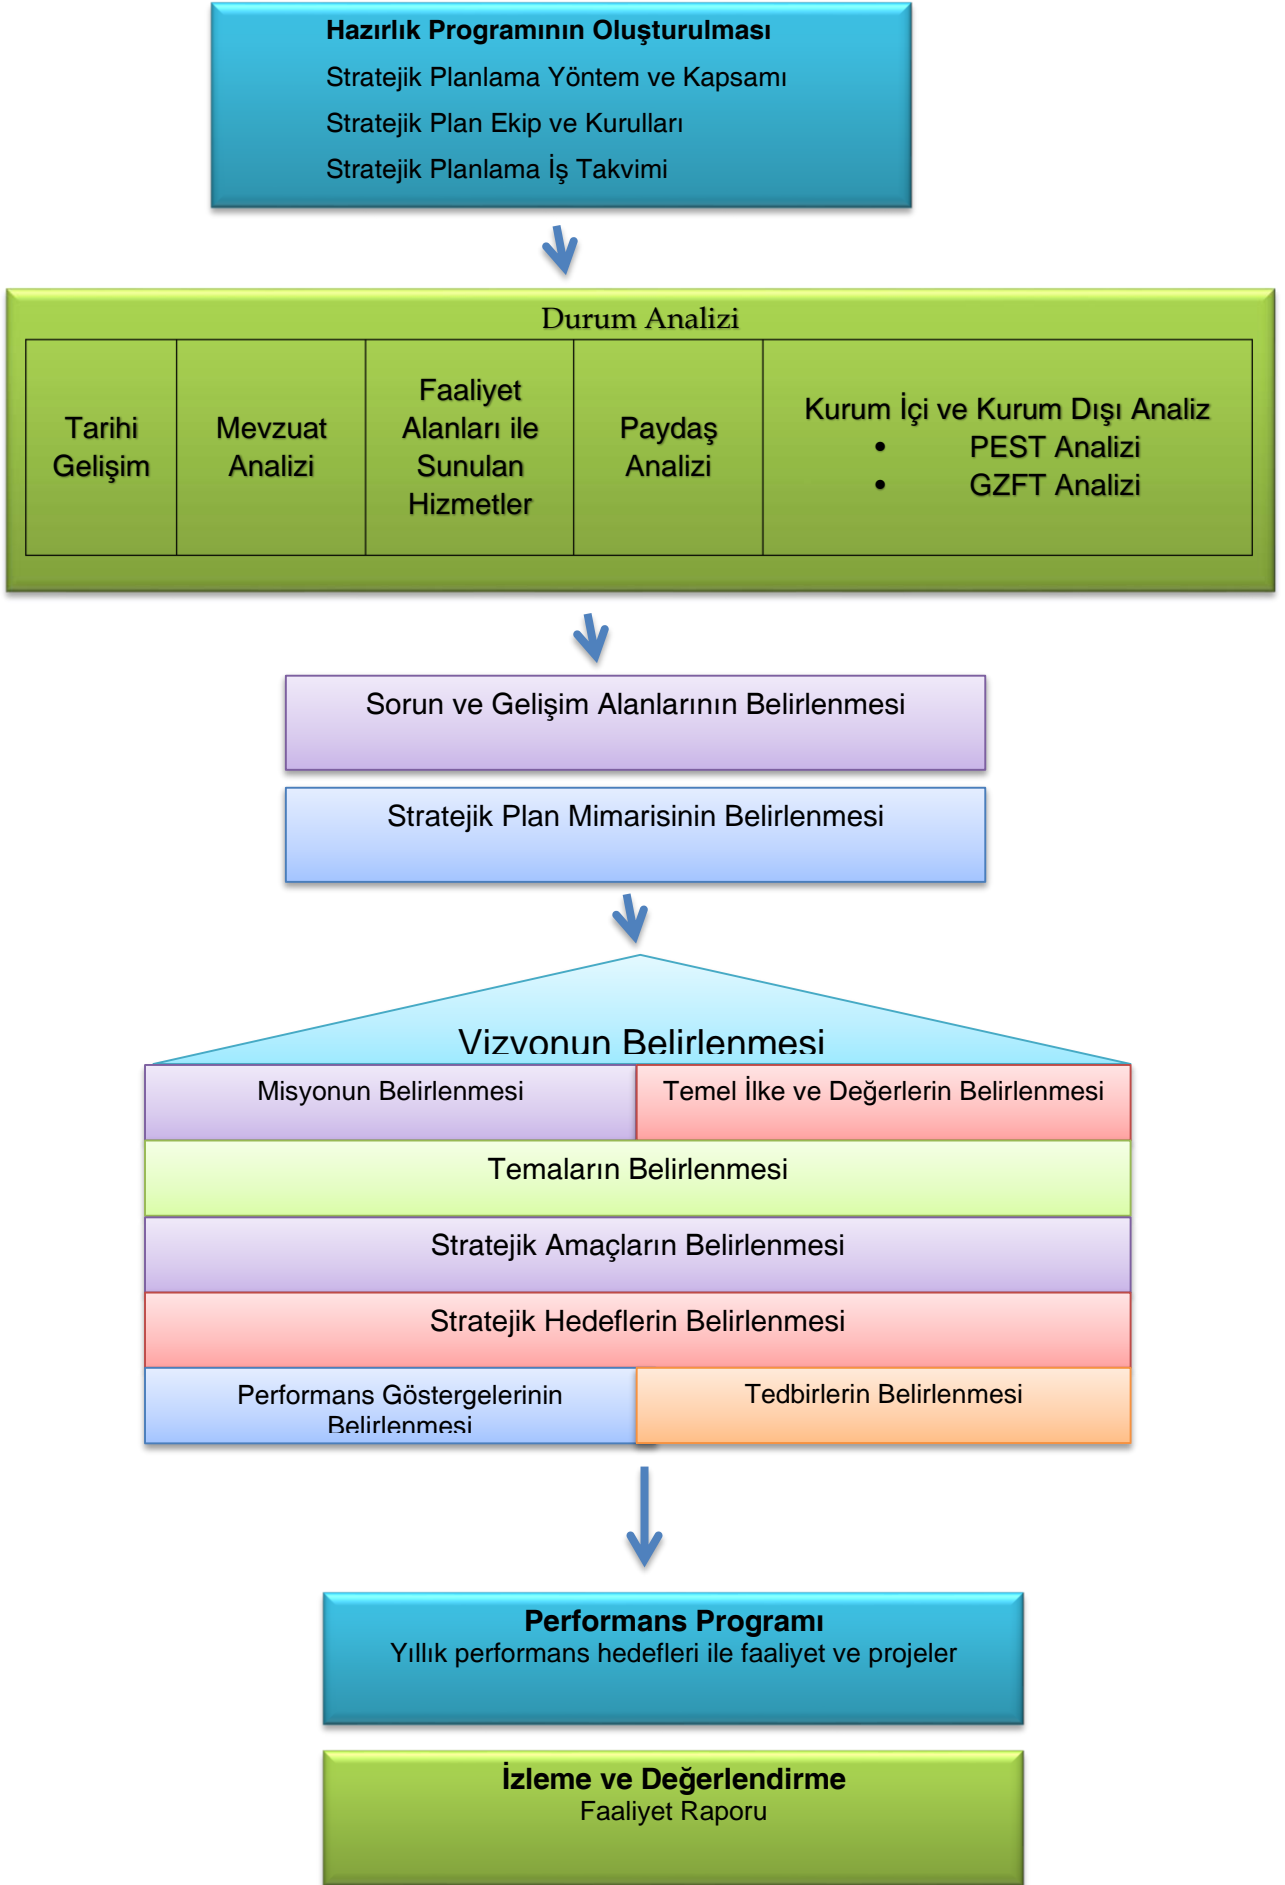 Hazırlık Programının Oluşturulması
Stratejik Planlama Yöntem ve Kapsamı
Stratejik Plan Ekip ve Kurulları
Stratejik Planlama İş Takvimi
Durum Analizi
Tarihi
Gelişim
Mevzuat
Analizi
Faaliyet
Alanları ile
Sunulan
Hizmetler
Paydaş
Analizi
Kurum İçi ve Kurum Dışı Analiz
• PEST Analizi
• GZFT Analizi
Sorun ve Gelişim Alanlarının Belirlenmesi
Stratejik Plan Mimarisinin Belirlenmesi
Vizyonun Belirlenmesi
Misyonun Belirlenmesi
Temel İlke ve Değerlerin Belirlenmesi
Temaların Belirlenmesi
Stratejik Amaçların Belirlenmesi
Stratejik Hedeflerin Belirlenmesi
Performans Göstergelerinin
Belirlenmesi
Tedbirlerin Belirlenmesi
Performans Programı
Yıllık performans hedefleri ile faaliyet ve projeler
İzleme ve Değerlendirme
Faaliyet Raporu